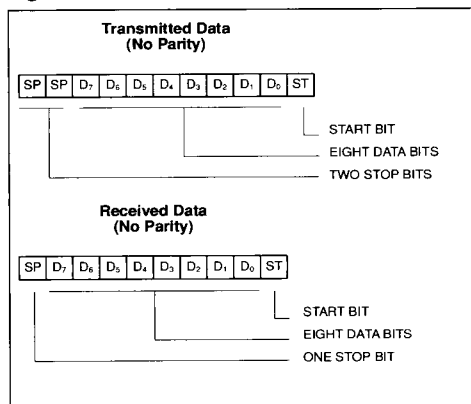 Transmitted Data
(No Parity)
SP SP D₇ D₆ D₅ D₄ D₃ D₂ D₁ D₀ ST
START BIT
EIGHT DATA BITS
TWO STOP BITS
Received Data
(No Parity)
SP D₇ D₆ D₅ D₄ D₃ D₂ D₁ D₀ ST
START BIT
EIGHT DATA BITS
ONE STOP BIT